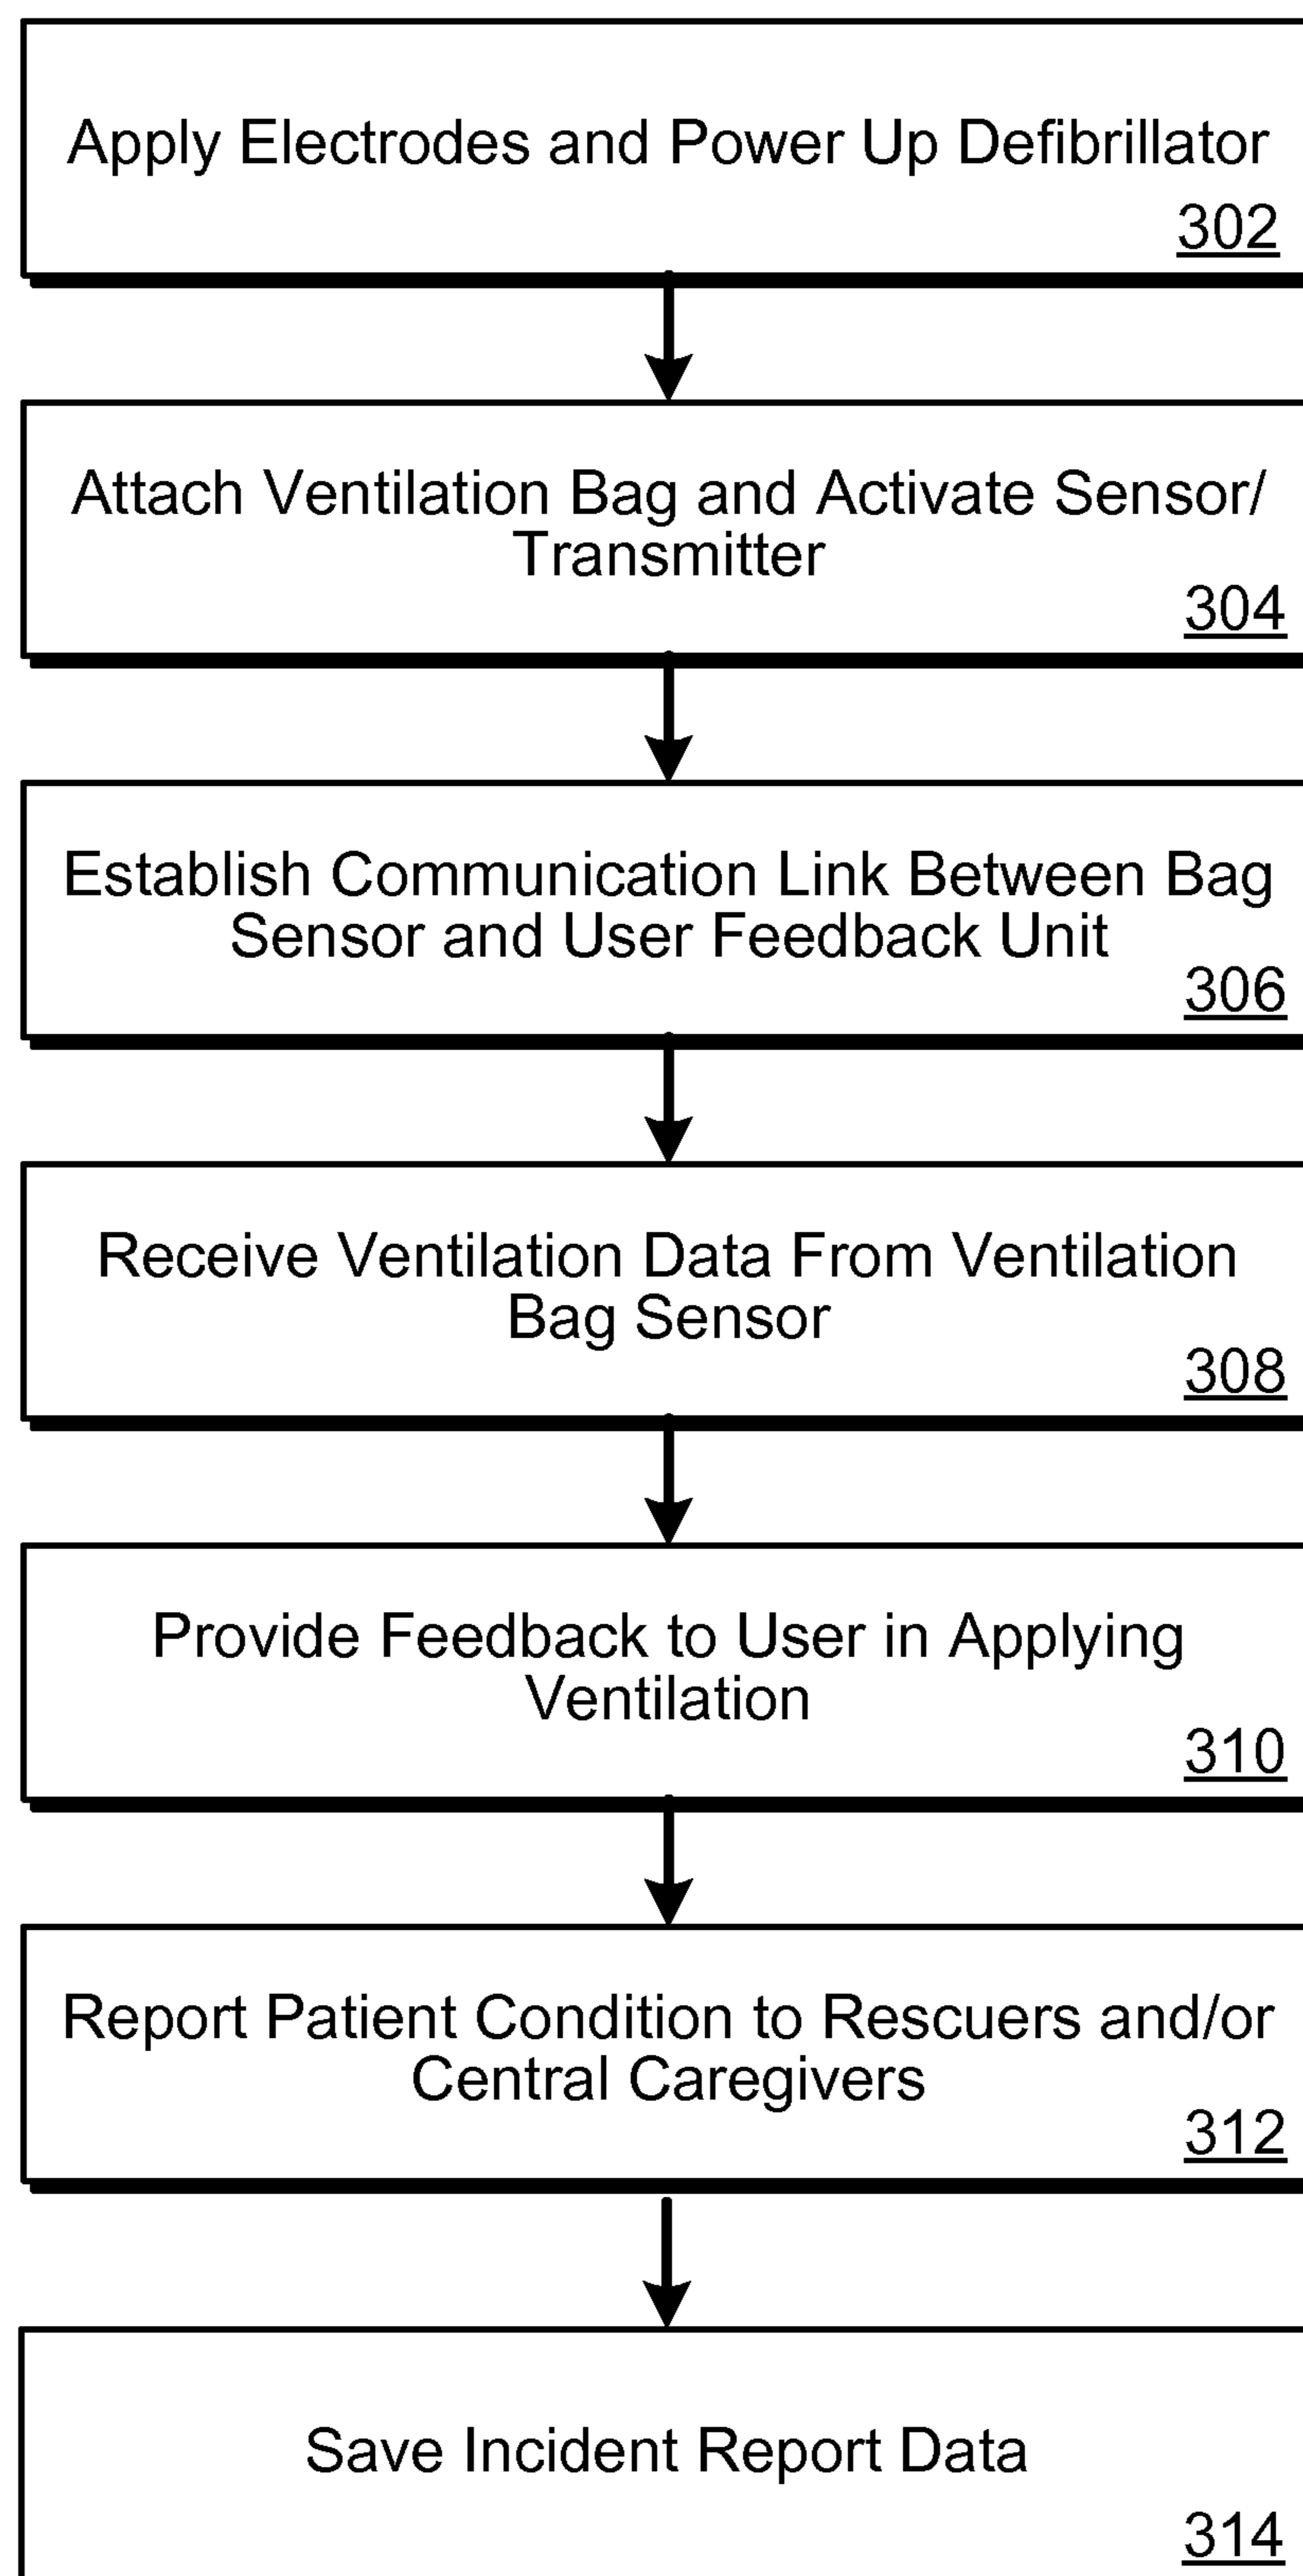 Apply Electrodes and Power Up Defibrillator
302
Attach Ventilation Bag and Activate Sensor/
Transmitter
304
Establish Communication Link Between Bag
Sensor and User Feedback Unit
306
Receive Ventilation Data From Ventilation
Bag Sensor
308
Provide Feedback to User in Applying
Ventilation
310
Report Patient Condition to Rescuers and/or
Central Caregivers
312
Save Incident Report Data
314